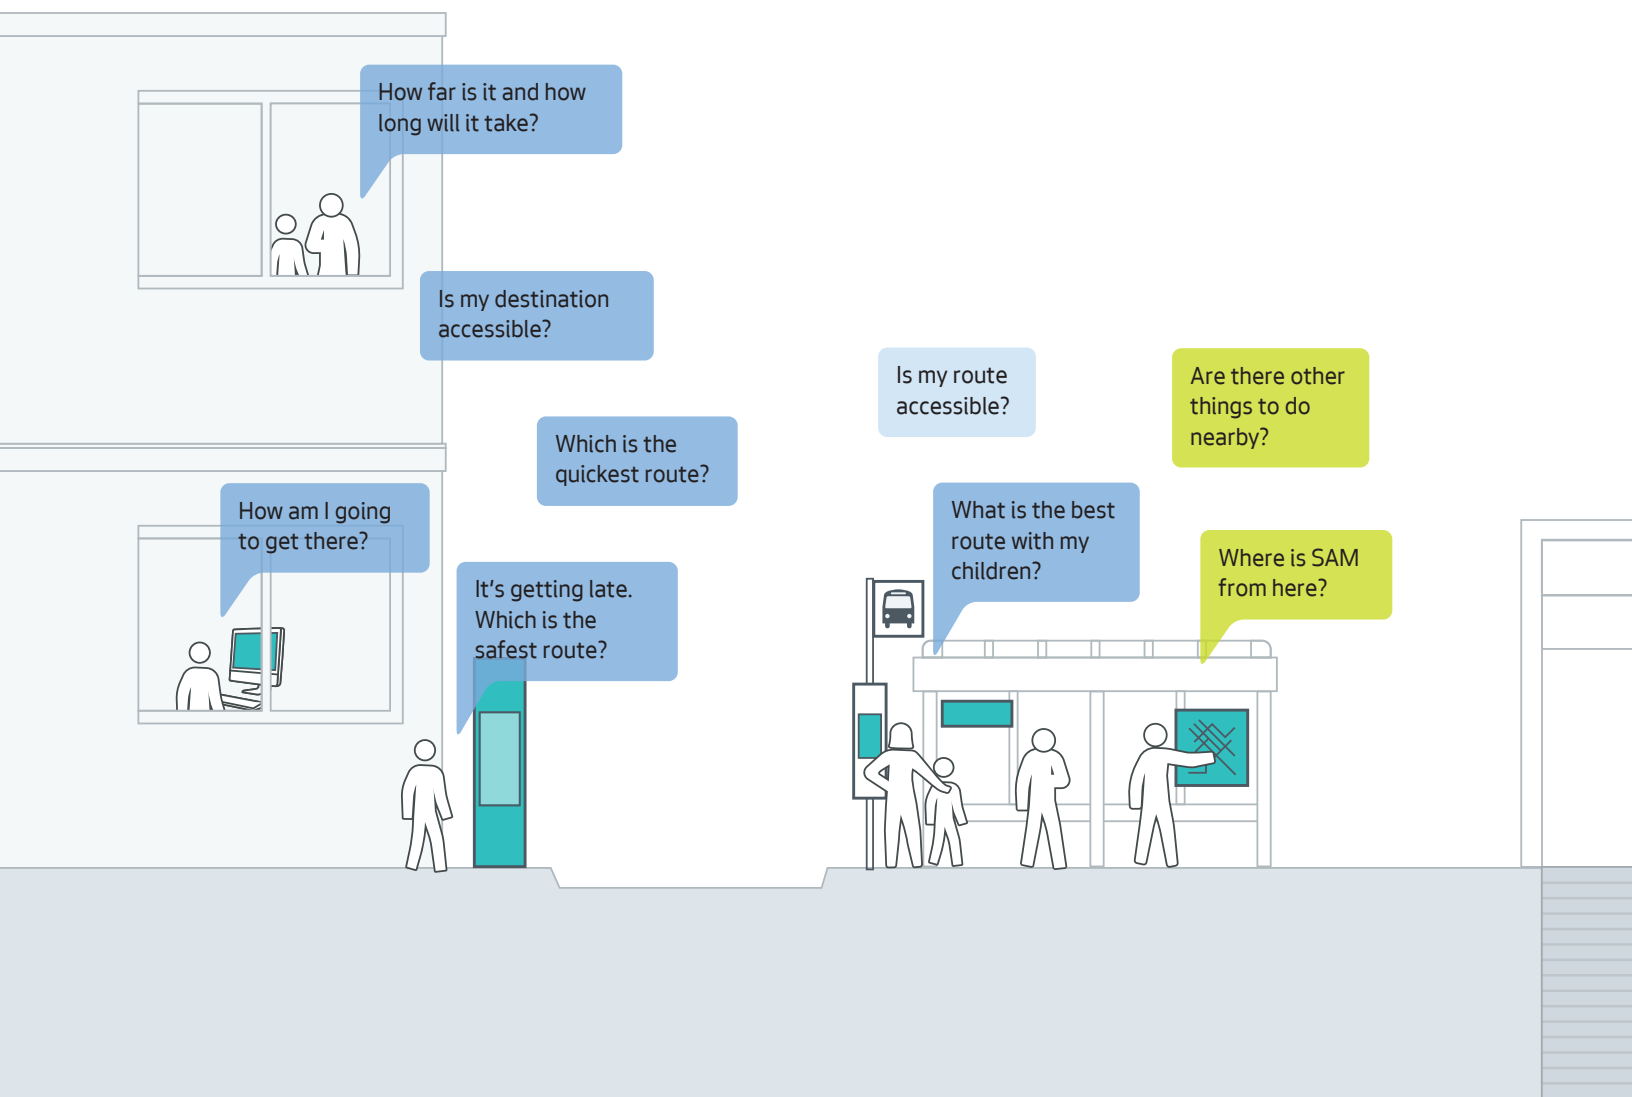 How far is it and how
long will it take?
Is my destination
accessible?
Is my route
accessible?
Are there other
things to do
nearby?
Which is the
quickest route?
How am I going
to get there?
What is the best
route with my
children?
Where is SAM
from here?
It's getting late.
Which is the
safest route?